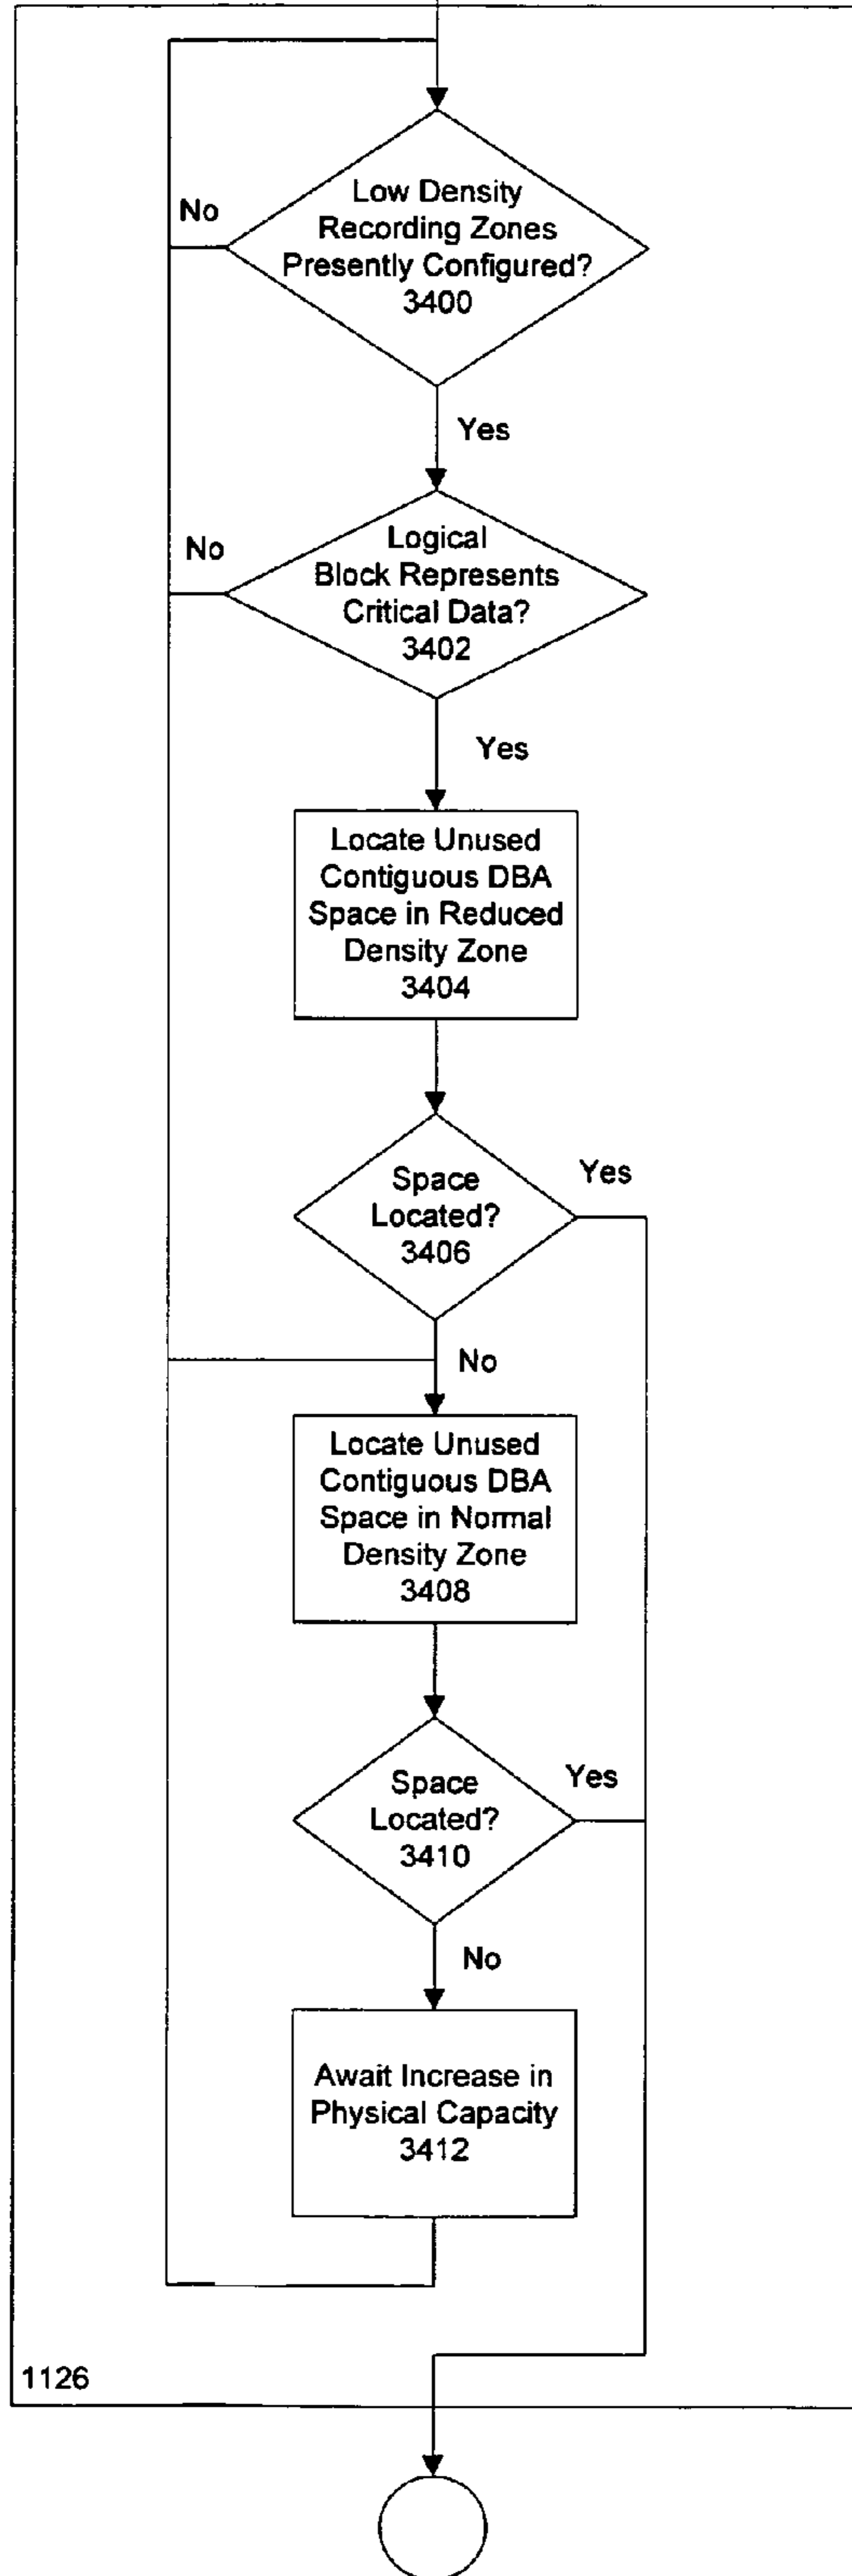 Low Density
Recording Zones
Presently Configured?
3400
No
Yes
Logical
Block Represents
Critical Data?
3402
No
Yes
Locate Unused
Contiguous DBA
Space in Reduced
Density Zone
3404
Space
Located?
3406
Yes
No
Locate Unused
Contiguous DBA
Space in Normal
Density Zone
3408
Space
Located?
3410
Yes
No
Await Increase in
Physical Capacity
3412
1126